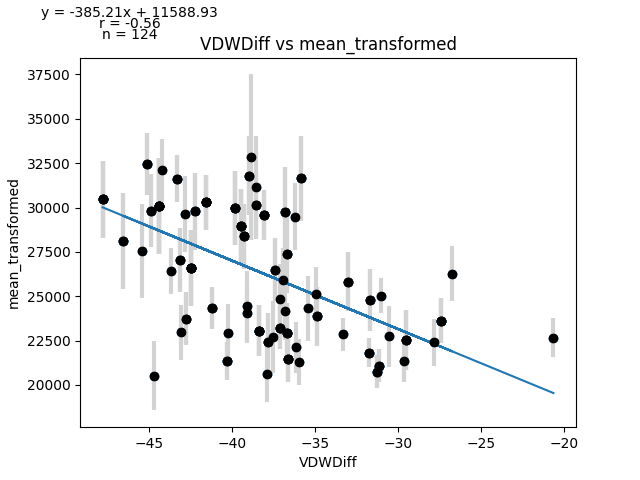 y = -385.21x + 11588.93
r = -0.56
n = 124
VDWDiff vs mean_transformed
37500
35000
32500
30000
27500
25000
22500
20000
mean_transformed
−45
−40
−35
−30
−25
−20
VDWDiff